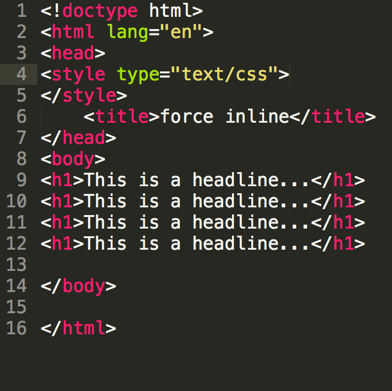 1 <!doctype html>
2 <html lang="en">
3 <head>
4 <style type="text/css">
5 </style>
6     <title>force inline</title>
7 </head>
8 <body>
9 <h1>This is a headline...</h1>
10 <h1>This is a headline...</h1>
11 <h1>This is a headline...</h1>
12 <h1>This is a headline...</h1>
13
14 </body>
15
16 </html>